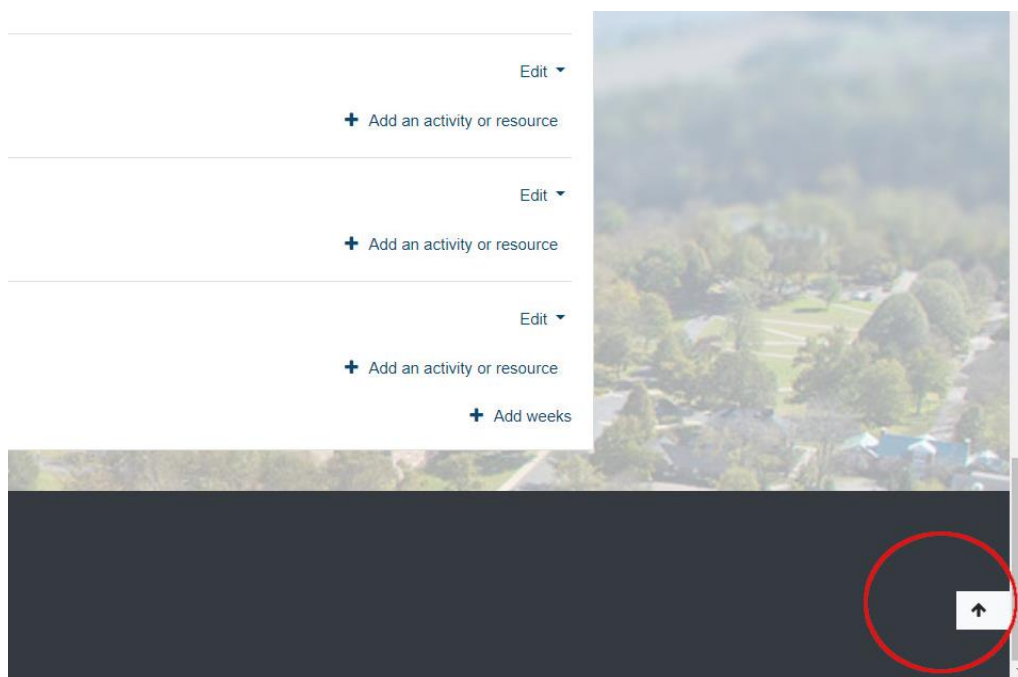 Edit
Add an activity or resource
Edit
Add an activity or resource
Edit
Add an activity or resource
Add weeks